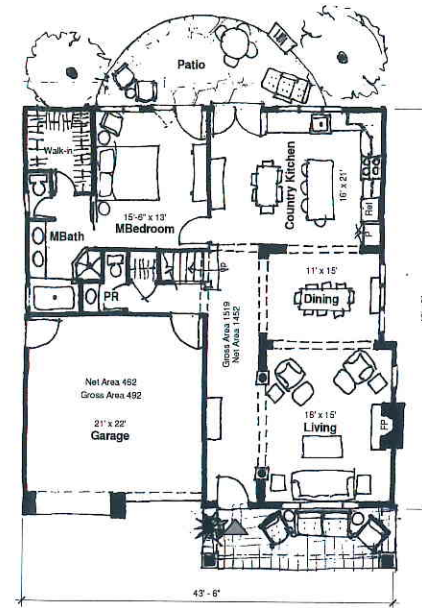 Patio
Walk-in
15'-6" x 13'
MBedroom
Country Kitchen
16' x 21'
MBath
Ref
P
UP
PR
11' x 15'
Dining
Gross Area 1519
Net Area 1452
Net Area 462
Gross Area 492
21' x 22'
Garage
18' x 15'
Living
FP
43' - 6"